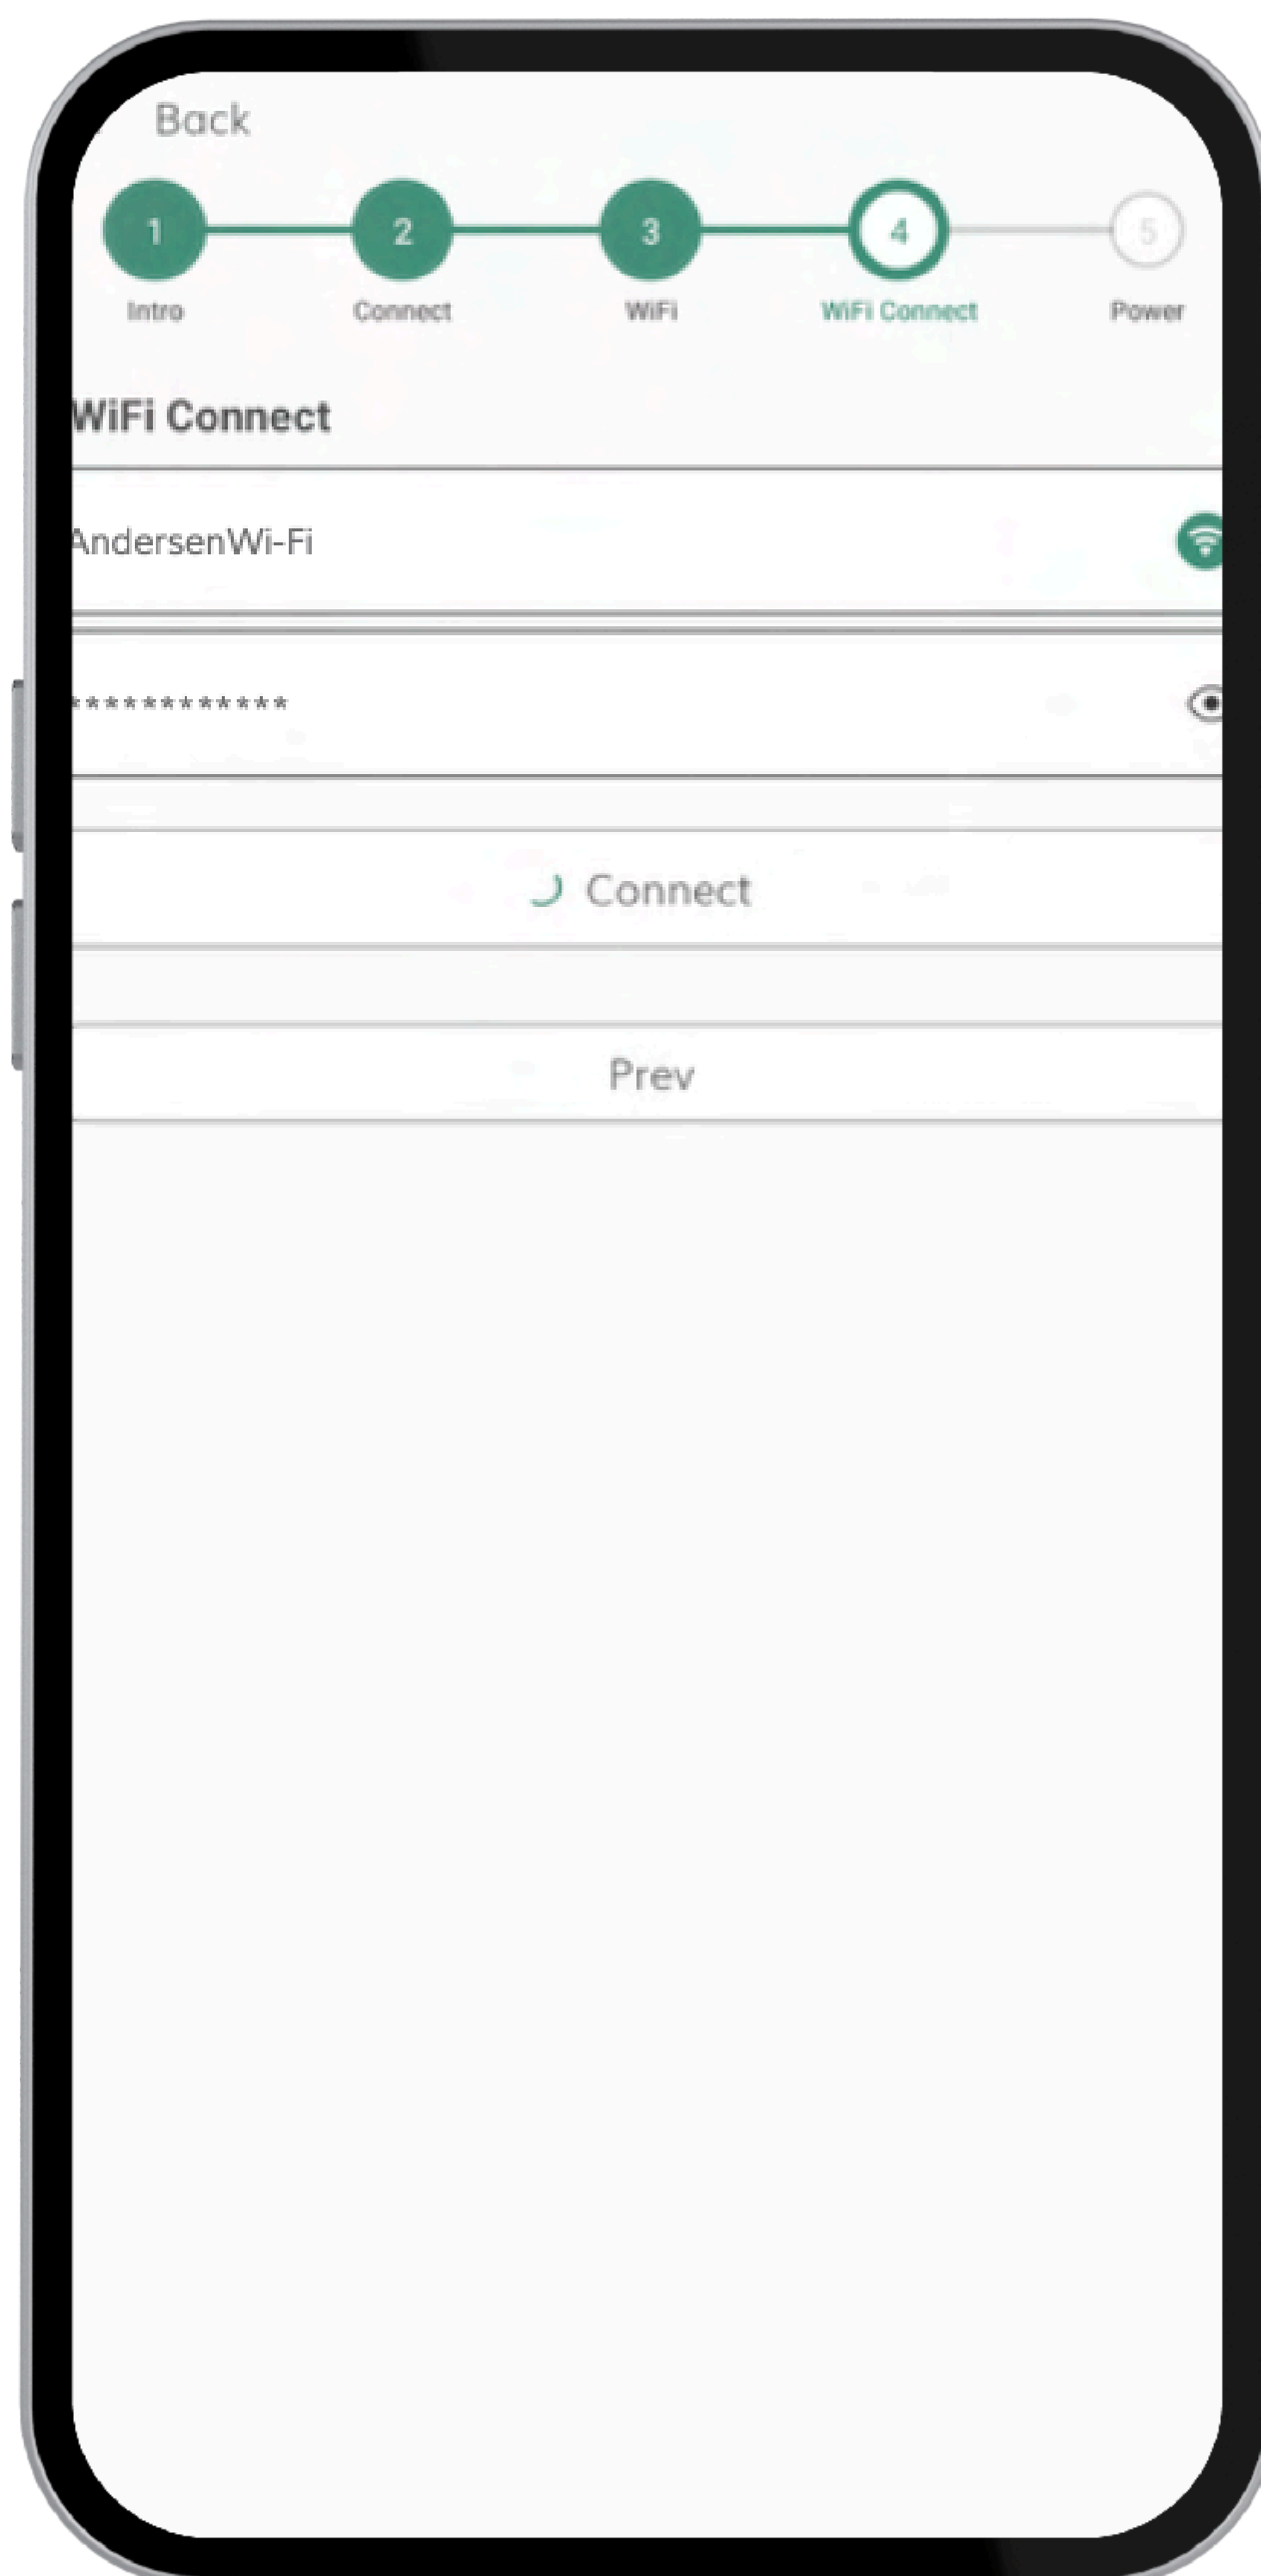 Back
1 2 3 4 5
Intro Connect WiFi WiFi Connect Power
WiFi Connect
AndersenWi-Fi
************
Connect
Prev